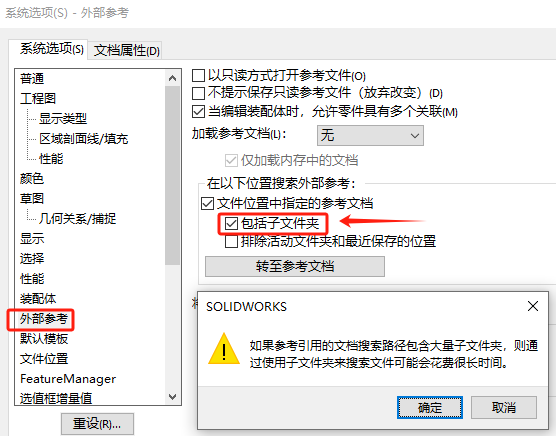 系统选项(S) - 外部参考
系统选项(S) 文档属性(D)
普通
工程图
显示类型
区域剖面线/填充
性能
颜色
草图
几何关系/捕捉
显示
选择
性能
装配体
外部参考
默认模板
文件位置
FeatureManager
选值框增量值
重设(R)...
以只读方式打开参考文件(O)
不提示保存只读参考文件（放弃改变）(D)
当编辑装配体时，允许零件具有多个关联(M)
加载参考文档(L)： 无
仅加载内存中的文档
在以下位置搜索外部参考：
文件位置中指定的参考文档
包括子文件夹
排除活动文件夹和最近保存的位置
转至参考文档
SOLIDWORKS
如果参考引用的文档搜索路径包含大量子文件夹，则通
过使用子文件夹来搜索文件可能会花费很长时间。
确定 取消